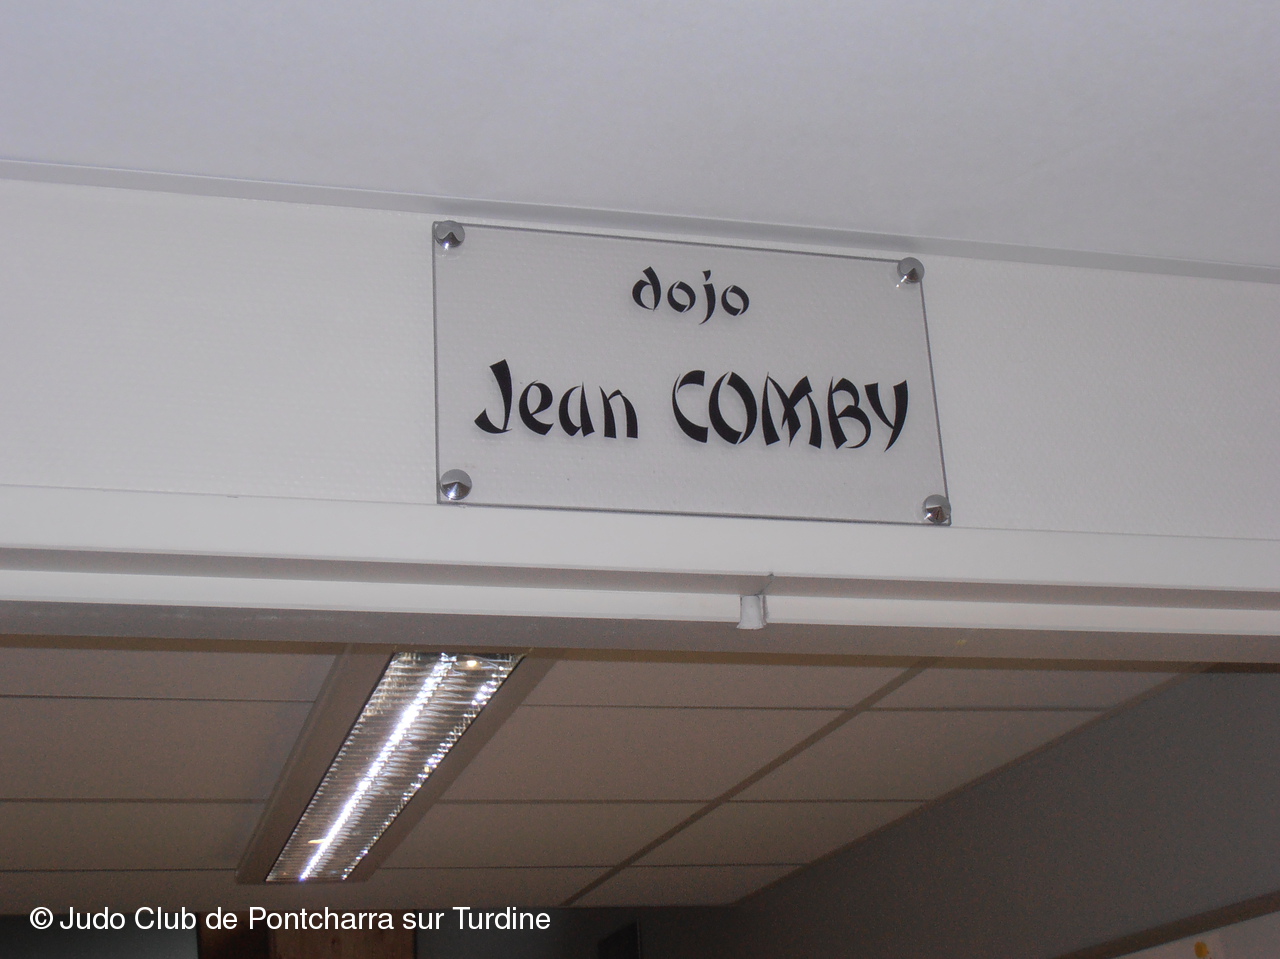 dojo
Jean COMBY
© Judo Club de Pontcharra sur Turdine